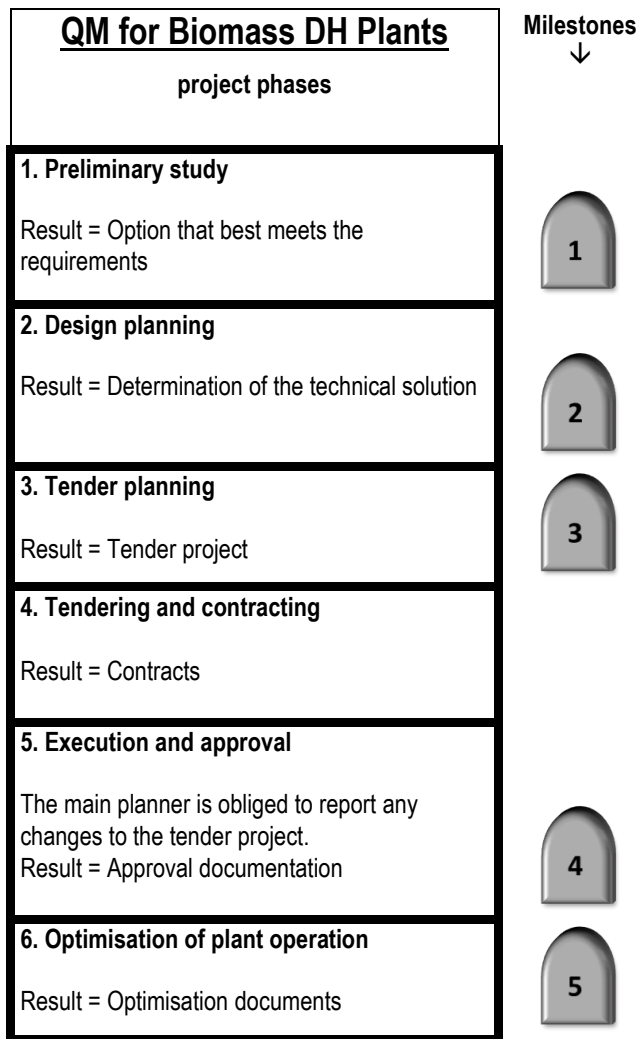 QM for Biomass DH Plants
project phases
Milestones
↓
1. Preliminary study
Result = Option that best meets the
requirements
1
2. Design planning
Result = Determination of the technical solution
2
3. Tender planning
Result = Tender project
3
4. Tendering and contracting
Result = Contracts
5. Execution and approval
The main planner is obliged to report any
changes to the tender project.
Result = Approval documentation
4
6. Optimisation of plant operation
Result = Optimisation documents
5